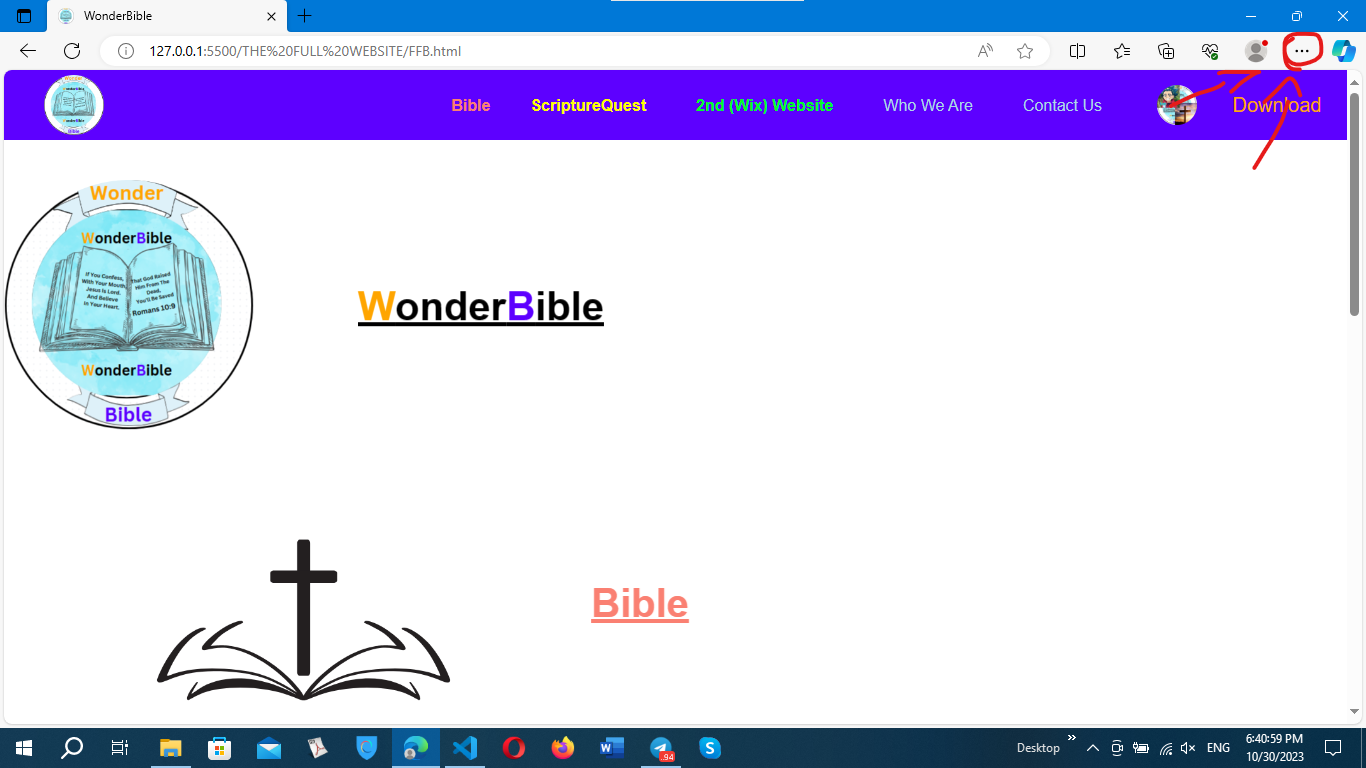 WonderBible
127.0.0.1:5500/THE%20FULL%20WEBSITE/FFB.html
Bible ScriptureQuest 2nd (Wix) Website Who We Are Contact Us Download
Wonder
WonderBible
If You Confess,
With Your Mouth
Jesus Is Lord.
And Believe
in Your Heart.
That God Raised
Him From The
Dead,
You'll Be Saved
Romans 10:9
WonderBible
Bible
WonderBible
Bible
Desktop
ENG
6:40:59 PM
10/30/2023
.94